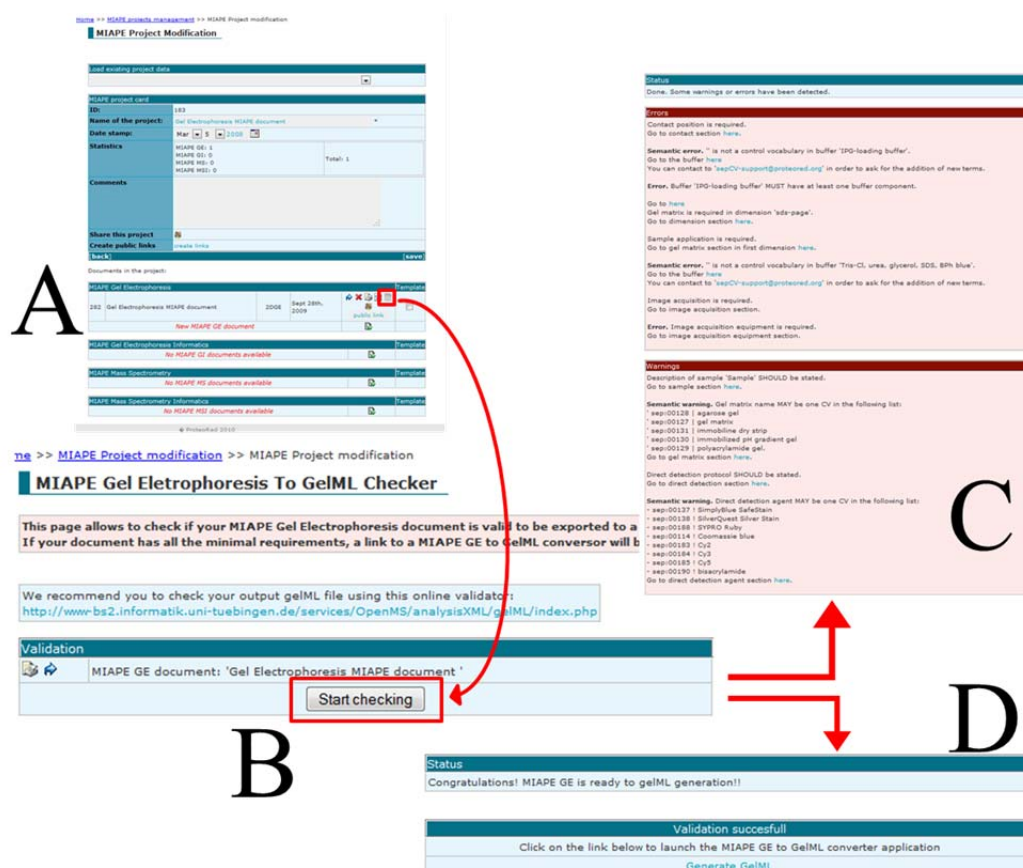 Home >> MIAPE projects management >> MIAPE Project modification
MIAPE Project Modification
Load existing project data
MIAPE project card
ID: 183
Name of the project: Gel Electrophoresis MIAPE document
Date stamp: Mar 5 2008
Statistics MIAPE GE: 1
MIAPE GI: 0
MIAPE MS: 0
MIAPE MSI: 0
Total: 1
Comments
Share this project
Create public links create links
[back] [save]
Documents in the project:
MIAPE Gel Electrophoresis Template
282 Gel Electrophoresis MIAPE document 2008 Sept 28th, 2009
public link
New MIAPE GE document
MIAPE Gel Electrophoresis Informatics Template
No MIAPE GI documents available
MIAPE Mass Spectrometry Template
No MIAPE MS documents available
MIAPE Mass Spectrometry Informatics Template
No MIAPE MSI documents available
© ProteoRed 2010
A
me >> MIAPE Project modification >> MIAPE Project modification
MIAPE Gel Eletrophoresis To GelML Checker
This page allows to check if your MIAPE Gel Electrophoresis document is valid to be exported to a
If your document has all the minimal requirements, a link to a MIAPE GE to GelML conversor will b
We recommend you to check your output gelML file using this online validator:
http://www-bs2.informatik.uni-tuebingen.de/services/OpenMS/analysisXML/gelML/index.php
Validation
MIAPE GE document: 'Gel Electrophoresis MIAPE document '
Start checking
B
Status
Done. Some warnings or errors have been detected.
Errors
Contact position is required.
Go to contact section here.
Semantic error. '' is not a control vocabulary in buffer 'IPG-loading buffer'.
Go to the buffer here
You can contact to 'sepCV-support@proteored.org' in order to ask for the addition of new terms.
Error. Buffer 'IPG-loading buffer' MUST have at least one buffer component.
Go to here
Gel matrix is required in dimension 'sds-page'.
Go to dimension section here.
Sample application is required.
Go to gel matrix section in first dimension here.
Semantic error. '' is not a control vocabulary in buffer 'Tris-Cl, urea, glycerol, SDS, BPh blue'.
Go to the buffer here
You can contact to 'sepCV-support@proteored.org' in order to ask for the addition of new terms.
Image acquisition is required.
Go to image acquisition section.
Error. Image acquisition equipment is required.
Go to image acquisition equipment section.
Warnings
Description of sample 'Sample' SHOULD be stated.
Go to sample section here.
Semantic warning. Gel matrix name MAY be one CV in the following list:
' sep:00128 | agarose gel
' sep:00127 | gel matrix
' sep:00131 | immobiline dry strip
' sep:00130 | immobilized pH gradient gel
' sep:00129 | polyacrylamide gel.
Go to gel matrix section here.
Direct detection protocol SHOULD be stated.
Go to direct detection section here.
Semantic warning. Direct detection agent MAY be one CV in the following list:
- sep:00137 ! SimplyBlue SafeStain
- sep:00138 ! SilverQuest Silver Stain
- sep:00188 ! SYPRO Ruby
- sep:00114 ! Coomassie blue
- sep:00183 ! Cy2
- sep:00184 ! Cy3
- sep:00185 ! Cy5
- sep:00190 ! bisacrylamide
Go to direct detection agent section here.
C
D
Status
Congratulations! MIAPE GE is ready to gelML generation!!
Validation succesfull
Click on the link below to launch the MIAPE GE to GelML converter application
Generate GelML